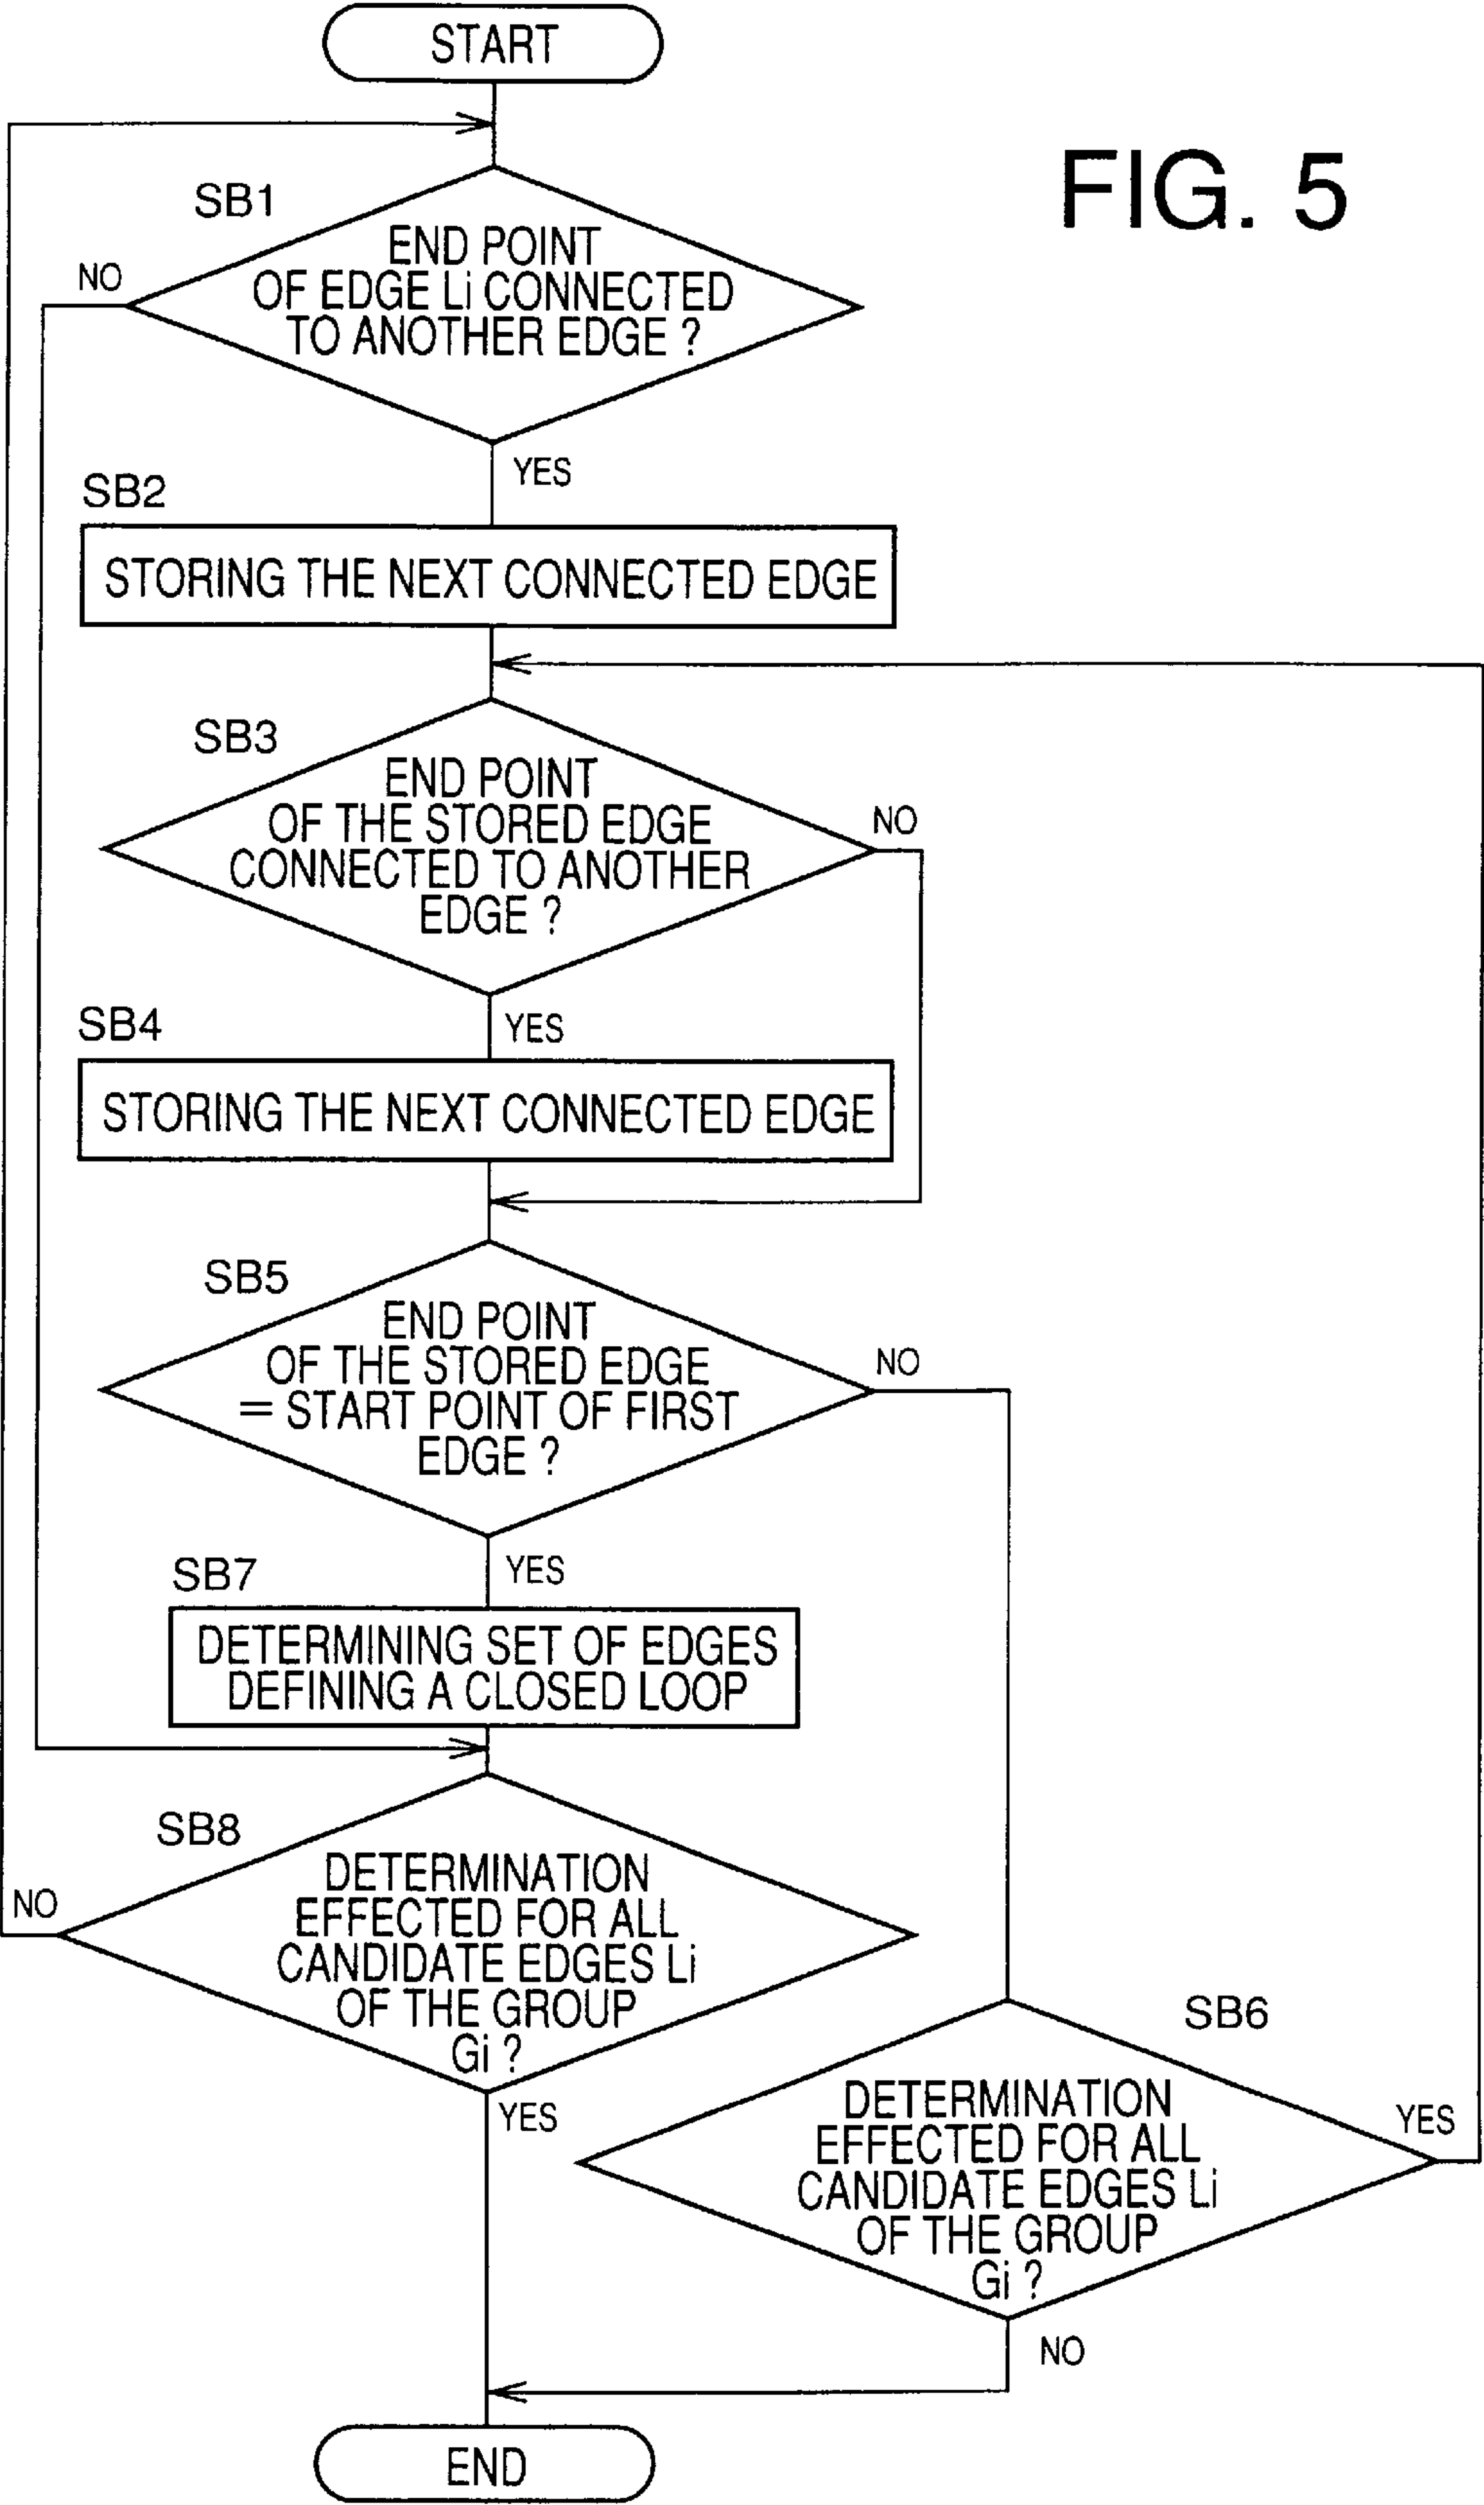 START
FIG. 5
SB1
END POINT
OF EDGE Li CONNECTED
TO ANOTHER EDGE ?
NO
YES
SB2
STORING THE NEXT CONNECTED EDGE
SB3
END POINT
OF THE STORED EDGE
CONNECTED TO ANOTHER
EDGE ?
NO
YES
SB4
STORING THE NEXT CONNECTED EDGE
SB5
END POINT
OF THE STORED EDGE
= START POINT OF FIRST
EDGE ?
NO
YES
SB7
DETERMINING SET OF EDGES
DEFINING A CLOSED LOOP
SB8
DETERMINATION
EFFECTED FOR ALL
CANDIDATE EDGES Li
OF THE GROUP
Gi ?
NO
YES
SB6
DETERMINATION
EFFECTED FOR ALL
CANDIDATE EDGES Li
OF THE GROUP
Gi ?
YES
NO
END